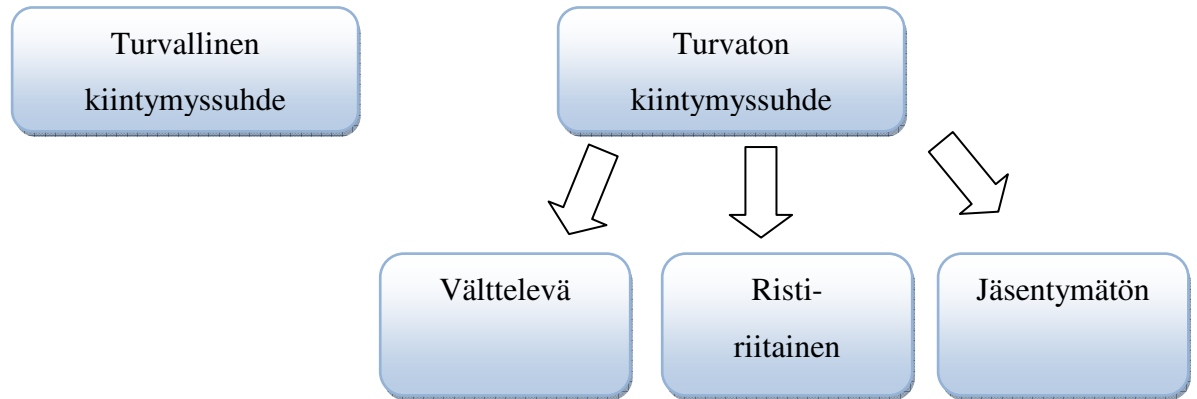 Turvallinen
kiintymyssuhde
Turvaton
kiintymyssuhde
Välttelevä
Risti-
riitainen
Jäsentymätön